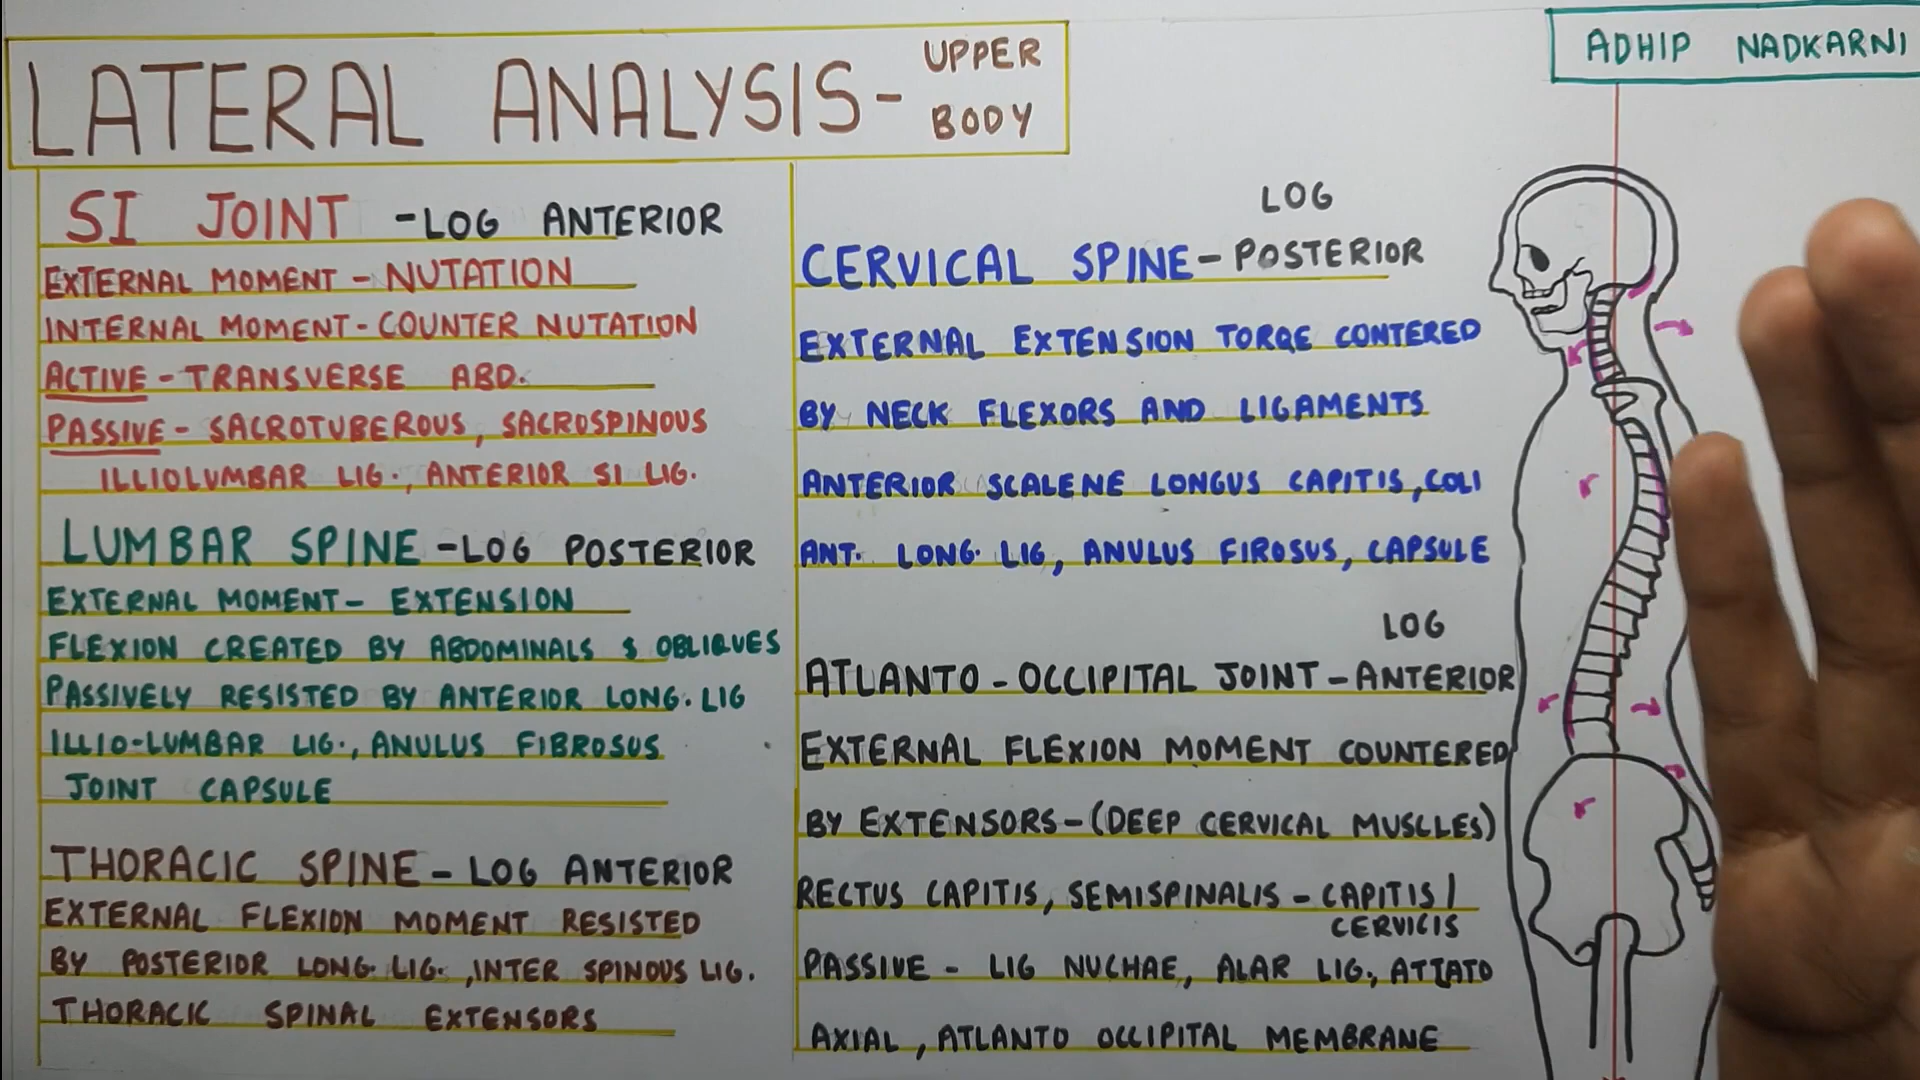 LATERAL ANALYSIS - UPPER BODY
ADHIP NADKARNI
SI JOINT - LOG ANTERIOR
EXTERNAL MOMENT - NUTATION
INTERNAL MOMENT - COUNTER NUTATION
ACTIVE - TRANSVERSE ABD.
PASSIVE - SACROTUBEROUS, SACROSPINOUS
ILLIOLUMBAR LIG., ANTERIOR SI LIG.
LUMBAR SPINE - LOG POSTERIOR
EXTERNAL MOMENT - EXTENSION
FLEXION CREATED BY ABDOMINALS & OBLIQUES
PASSIVELY RESISTED BY ANTERIOR LONG. LIG
ILLIO-LUMBAR LIG., ANULUS FIBROSUS
JOINT CAPSULE
THORACIC SPINE - LOG ANTERIOR
EXTERNAL FLEXION MOMENT RESISTED
BY POSTERIOR LONG. LIG., INTER SPINOUS LIG.
THORACIC SPINAL EXTENSORS
LOG
CERVICAL SPINE - POSTERIOR
EXTERNAL EXTENSION TORQE CONTERED
BY NECK FLEXORS AND LIGAMENTS
ANTERIOR SCALENE LONGUS CAPITIS, COLI
ANT. LONG. LIG, ANULUS FIROSUS, CAPSULE
LOG
ATLANTO - OCCIPITAL JOINT - ANTERIOR
EXTERNAL FLEXION MOMENT COUNTERED
BY EXTENSORS - (DEEP CERVICAL MUSCLES)
RECTUS CAPITIS, SEMISPINALIS - CAPITIS/
CERVICIS
PASSIVE - LIG NUCHAE, ALAR LIG., ATLATO
AXIAL, ATLANTO OCCIPITAL MEMBRANE